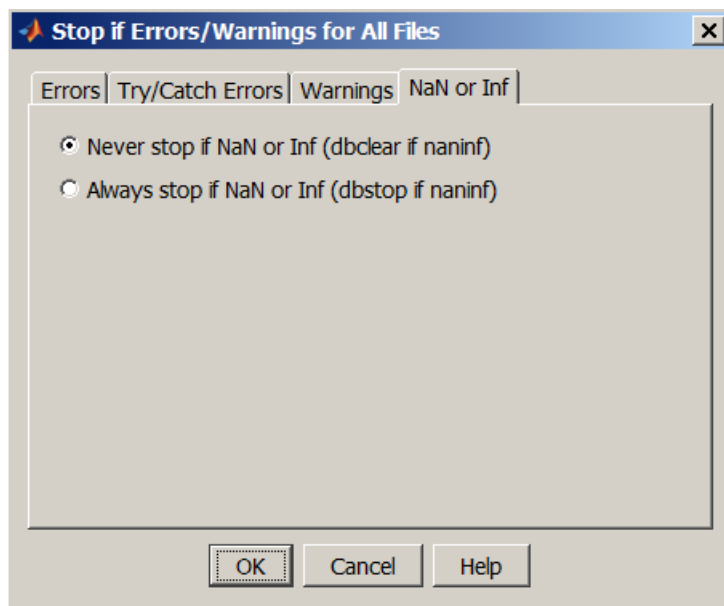 Stop if Errors/Warnings for All Files
Errors Try/Catch Errors Warnings NaN or Inf
Never stop if NaN or Inf (dbclear if naninf)
Always stop if NaN or Inf (dbstop if naninf)
OK Cancel Help